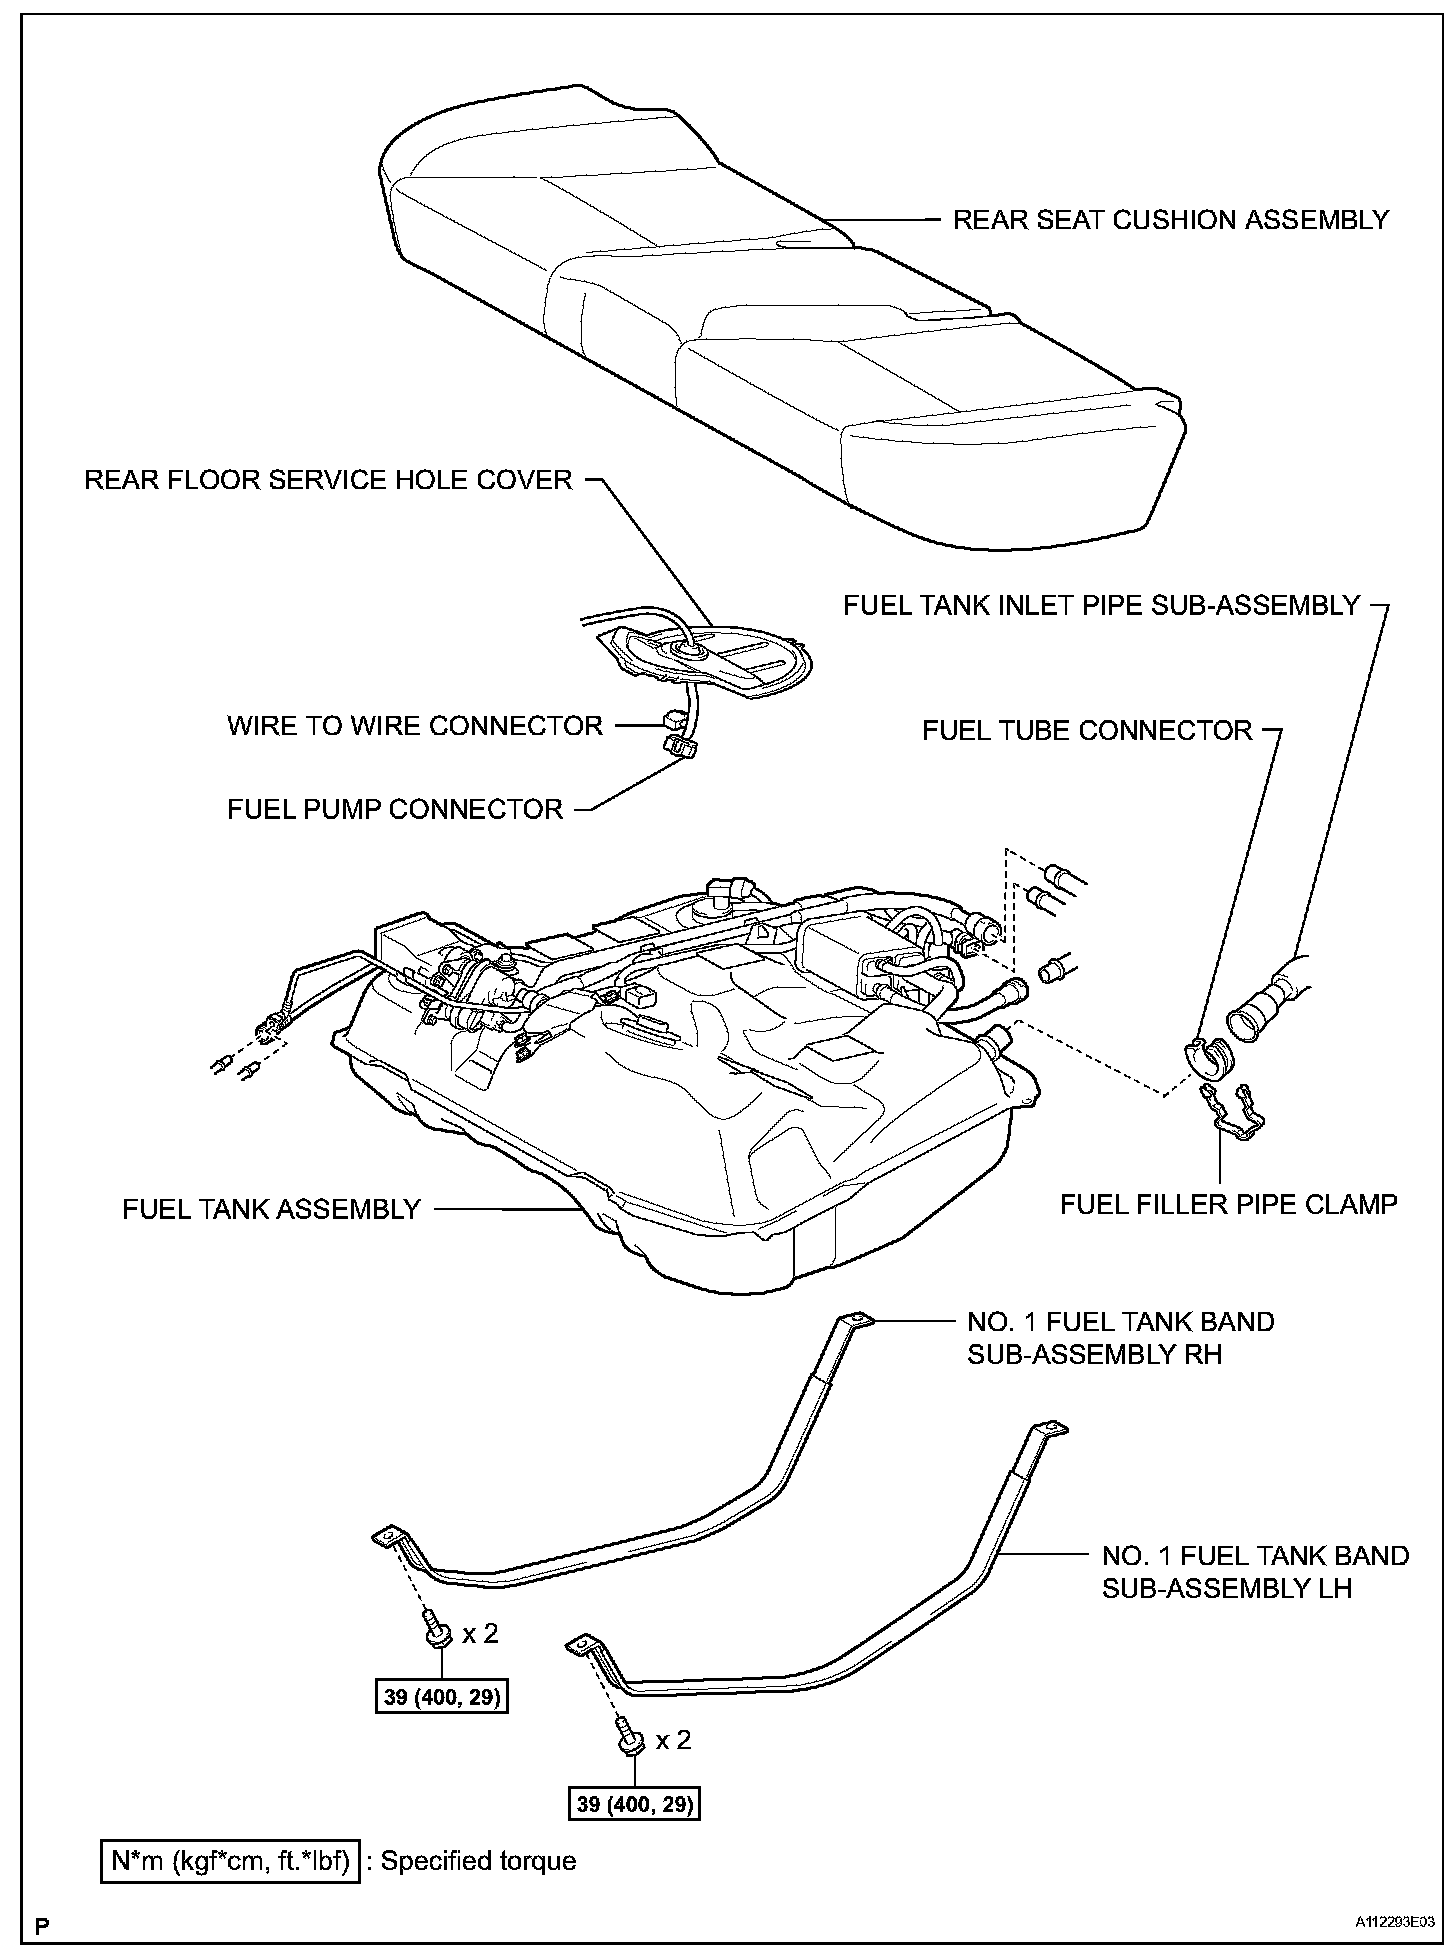 REAR SEAT CUSHION ASSEMBLY
REAR FLOOR SERVICE HOLE COVER
FUEL TANK INLET PIPE SUB-ASSEMBLY
WIRE TO WIRE CONNECTOR
FUEL TUBE CONNECTOR
FUEL PUMP CONNECTOR
FUEL TANK ASSEMBLY
FUEL FILLER PIPE CLAMP
NO. 1 FUEL TANK BAND
SUB-ASSEMBLY RH
NO. 1 FUEL TANK BAND
SUB-ASSEMBLY LH
x 2
39 (400, 29)
x 2
39 (400, 29)
N*m (kgf*cm, ft.*lbf) : Specified torque
P
A112293E03